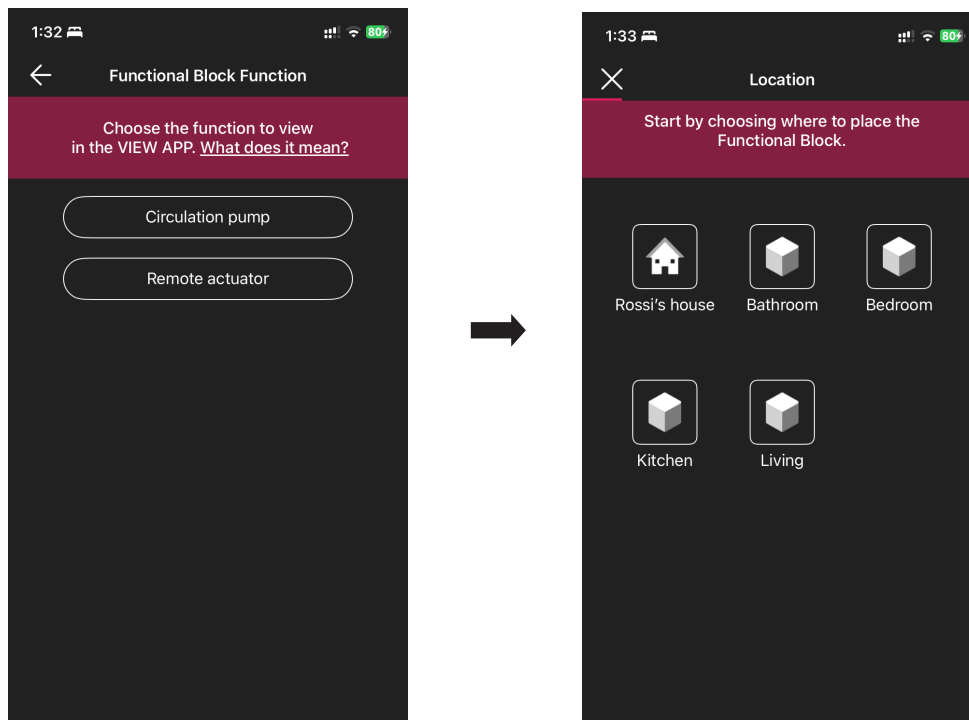 1:32
80
Functional Block Function
Choose the function to view
in the VIEW APP. What does it mean?
Circulation pump
Remote actuator
1:33
80
Location
Start by choosing where to place the
Functional Block.
Rossi's house
Bathroom
Bedroom
Kitchen
Living